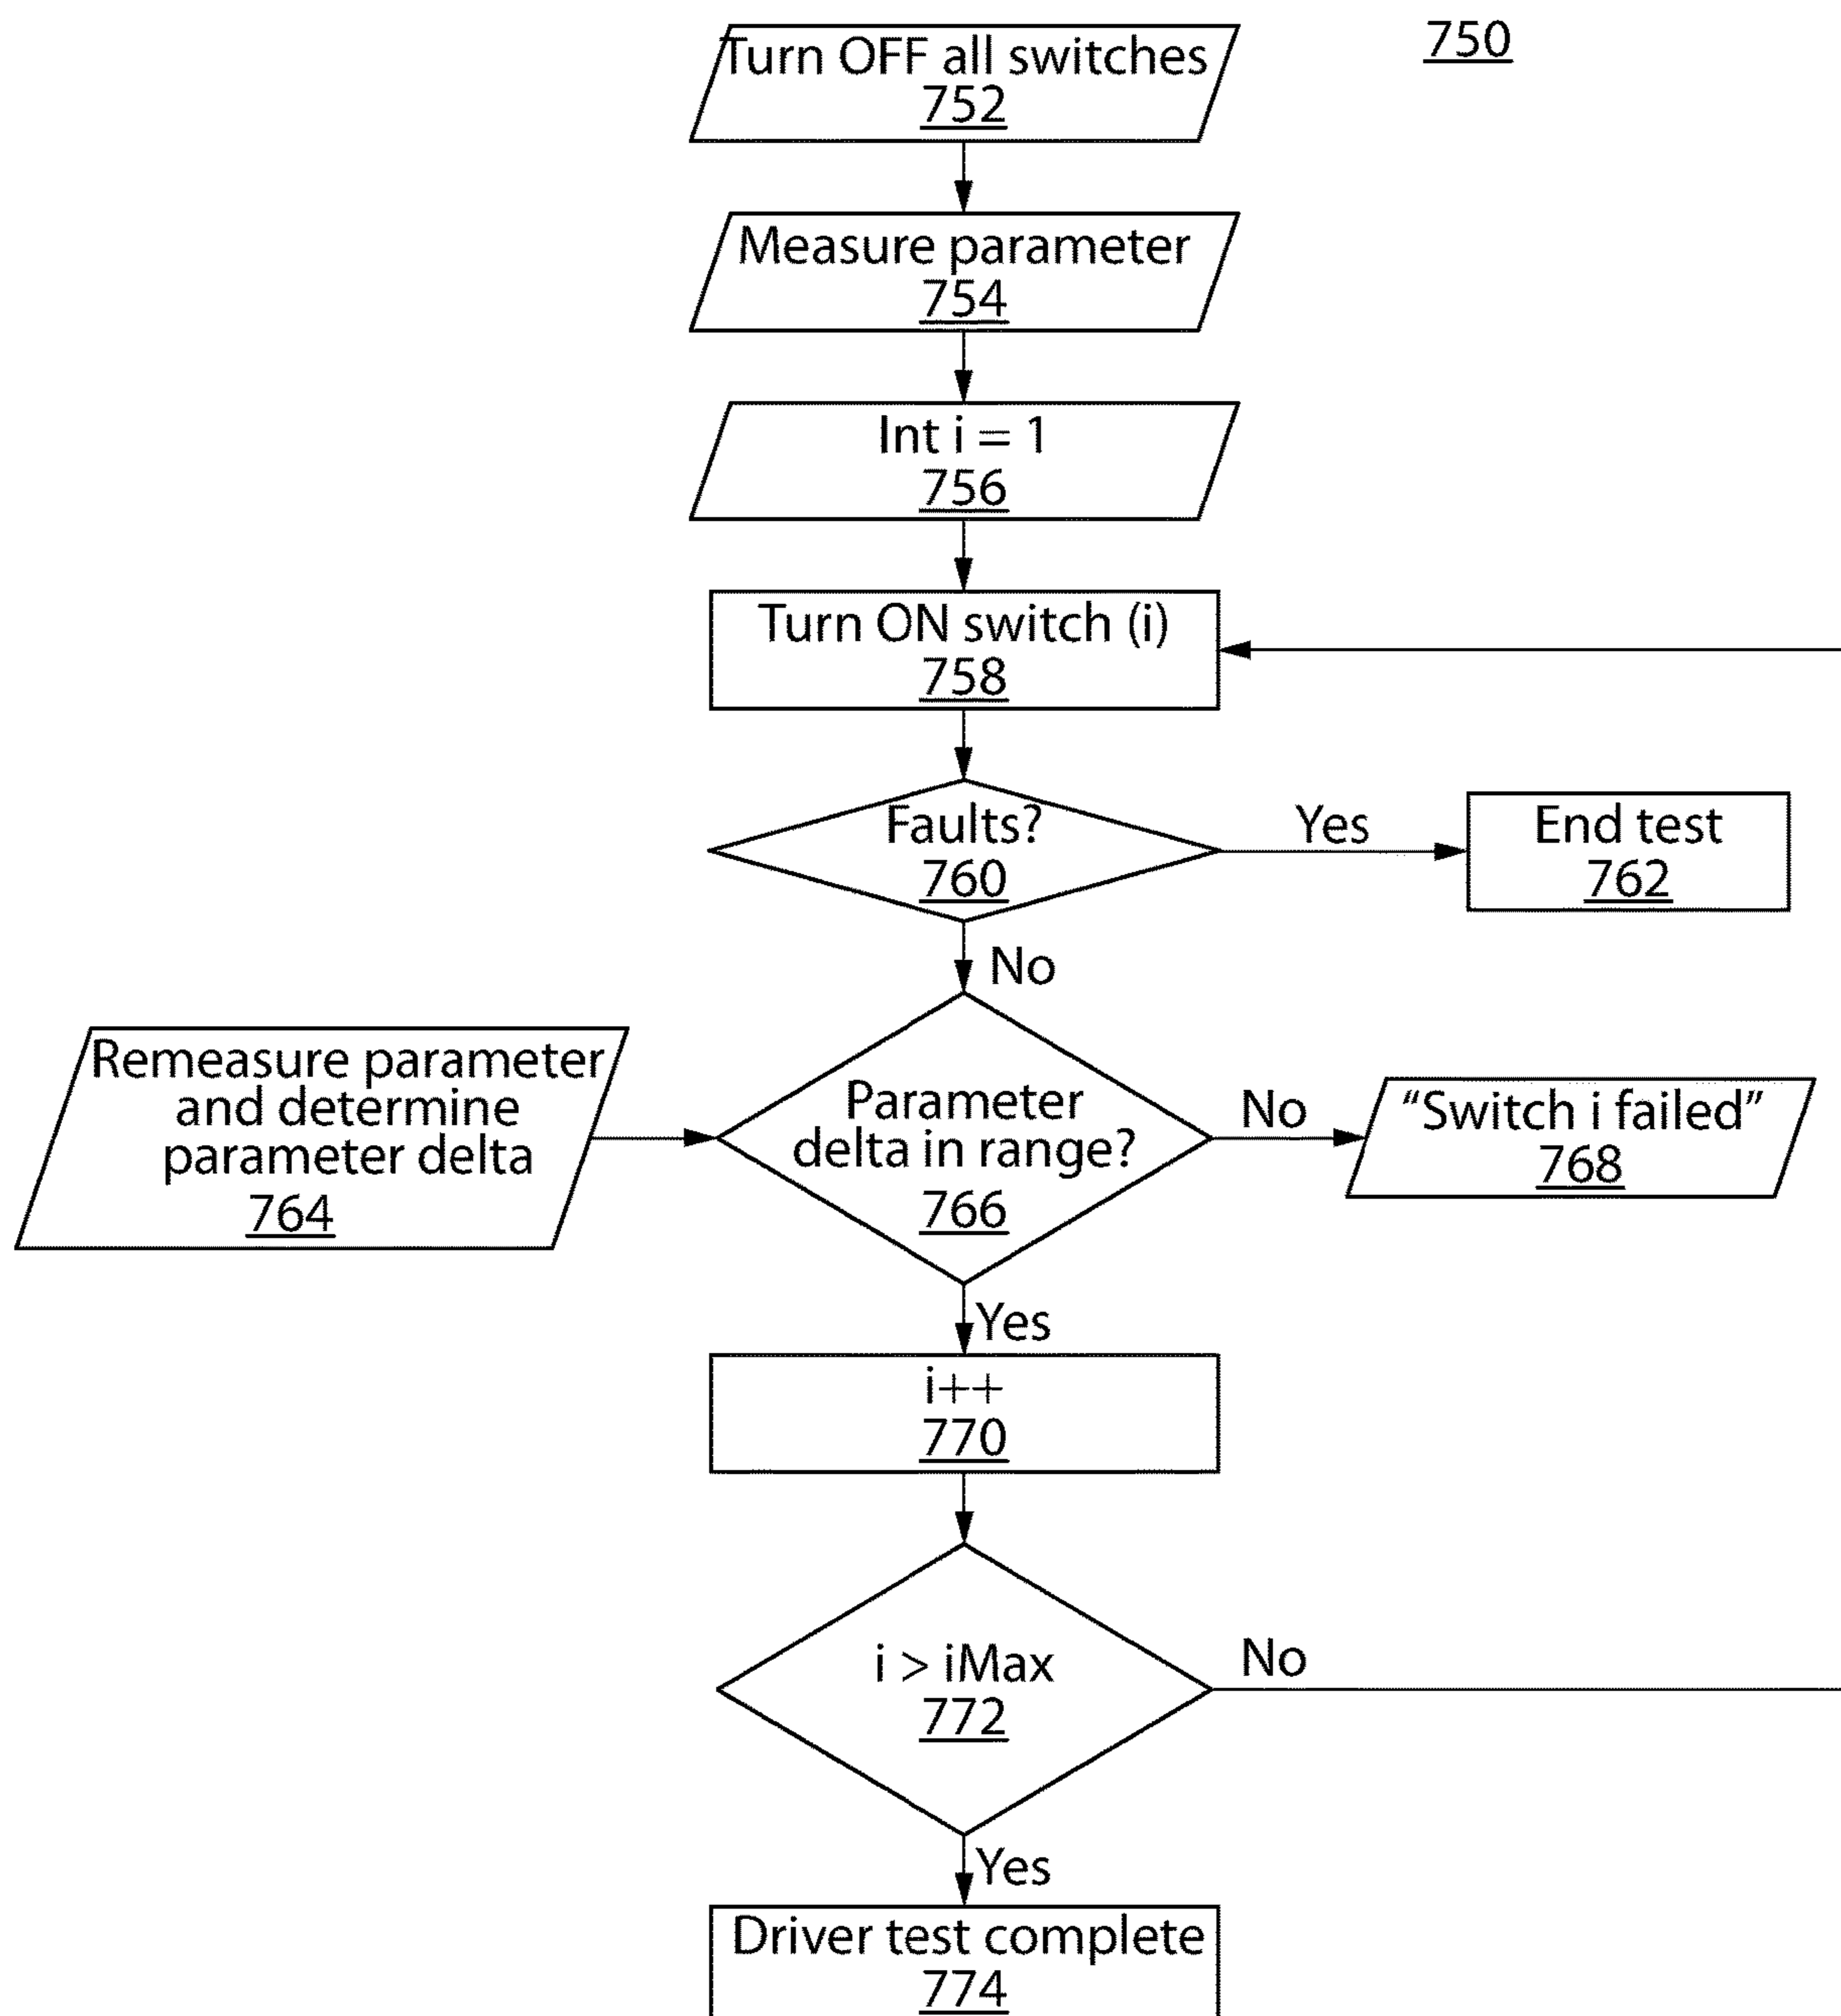 750
Turn OFF all switches
752
Measure parameter
754
Int i = 1
756
Turn ON switch (i)
758
Faults?
760
Yes
End test
762
No
Remeasure parameter
and determine
parameter delta
764
Parameter
delta in range?
766
No
“Switch i failed”
768
Yes
i++
770
i > iMax
772
No
Yes
Driver test complete
774